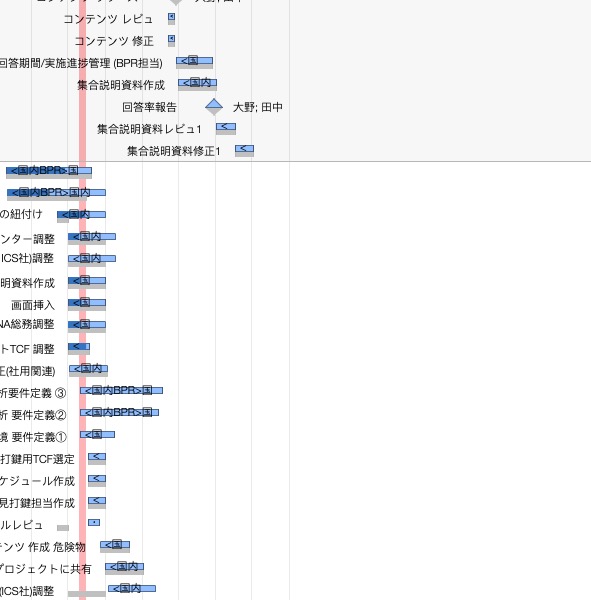 コンテンツ レビュ
コンテンツ 修正
回答期間/実施進捗管理 (BPR担当) <国
集合説明資料作成 <国内
回答率報告 大野; 田中
集合説明資料レビュ1 <
集合説明資料修正1 <
<国内BPR>国
<国内BPR>国内
の紐付け <国内
ンター調整 <国内
ICS社)調整 <国内
明資料作成 <国
画面挿入 <国
NA総務調整 <国
トTCF 調整 <
E(社用関連) <国内
析要件定義 ③ <国内BPR>国
析 要件定義② <国内BPR>国
境 要件定義① <国
打鍵用TCF選定 <
ケジュール作成 <
見打鍵担当作成 <
ルレビュ
テンツ 作成 危険物 <国
プロジェクトに共有 <国内
(ICS社)調整 <国内